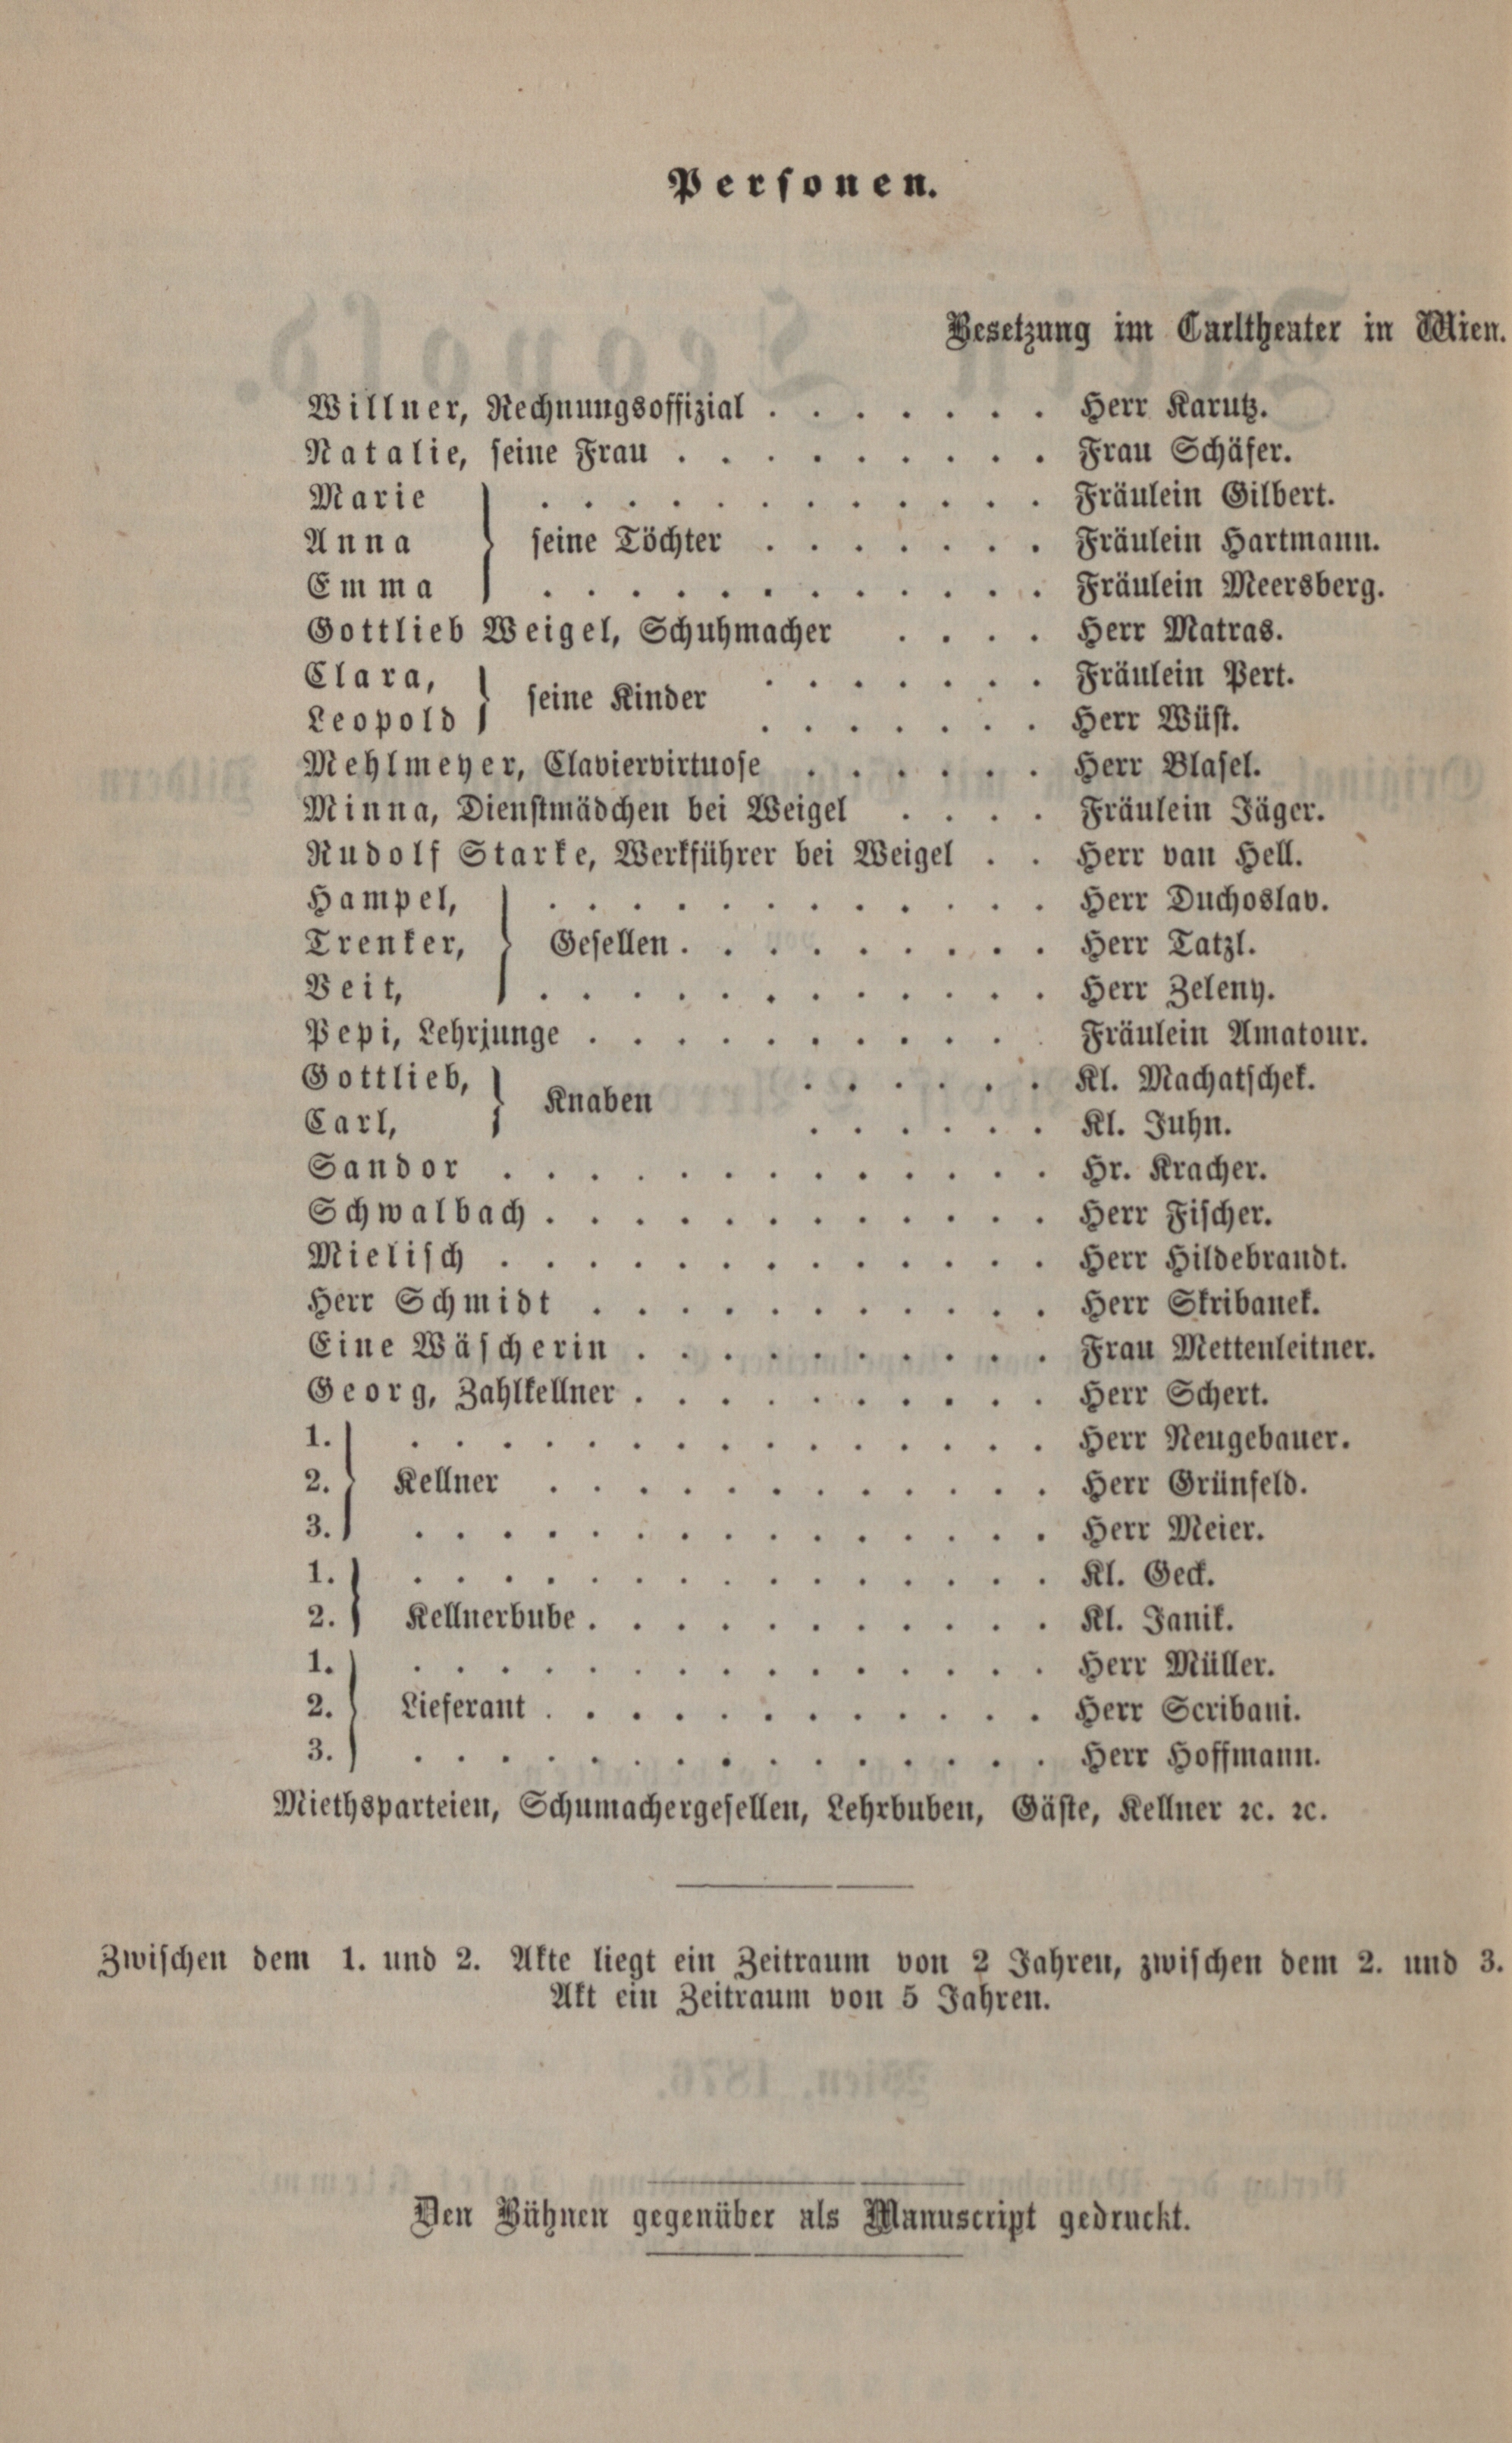 Personen.
Besetzung im Carltheater in Wien.
Willner, Rechnungsoffizial . . . . . . . Herr Karutz.
Natalie, seine Frau . . . . . . . . . Frau Schäfer.
Marie . . . . . . . . . . . . Fräulein Gilbert.
Anna } seine Töchter . . . . . . . Fräulein Hartmann.
Emma . . . . . . . . . . . . Fräulein Meersberg.
Gottlieb Weigel, Schuhmacher . . . . Herr Matras.
Clara, . . . . . . . Fräulein Pert.
} seine Kinder
Leopold . . . . . . . Herr Wüst.
Mehlmeyer, Claviervirtuose . . . . . . Herr Blasel.
Minna, Dienstmädchen bei Weigel . . . . Fräulein Jäger.
Rudolf Starke, Werkführer bei Weigel . . Herr van Hell.
Hampel, . . . . . . . . . . . . Herr Duchoslav.
Trenker, } Gesellen . . . . . . . . . Herr Tatzl.
Veit, . . . . . . . . . . . . Herr Zeleny.
Pepi, Lehrjunge . . . . . . . . . . Fräulein Amatour.
Gottlieb, . . . . . . Kl. Machatschek.
} Knaben
Carl, . . . . . . Kl. Juhn.
Sandor . . . . . . . . . . . . . Hr. Kracher.
Schwalbach . . . . . . . . . . . . Herr Fischer.
Mielisch . . . . . . . . . . . . . Herr Hildebrandt.
Herr Schmidt . . . . . . . . . . . Herr Skribanek.
Eine Wäscherin . . . . . . . . . . Frau Mettenleitner.
Georg, Zahlkellner . . . . . . . . . . Herr Schert.
1. . . . . . . . . . . . . . . . Herr Neugebauer.
2. } Kellner . . . . . . . . . . . . Herr Grünfeld.
3. . . . . . . . . . . . . . . . Herr Meier.
1. . . . . . . . . . . . . . . . Kl. Geck.
2. } Kellnerbube . . . . . . . . . . . Kl. Janik.
1. . . . . . . . . . . . . . . . Herr Müller.
2. } Lieferant . . . . . . . . . . . . Herr Scribani.
3. . . . . . . . . . . . . . . . Herr Hoffmann.
Miethsparteien, Schumachergesellen, Lehrbuben, Gäste, Kellner ꝛc. ꝛc.
Zwischen dem 1. und 2. Akte liegt ein Zeitraum von 2 Jahren, zwischen dem 2. und 3.
Akt ein Zeitraum von 5 Jahren.
Den Bühnen gegenüber als Manuscript gedruckt.